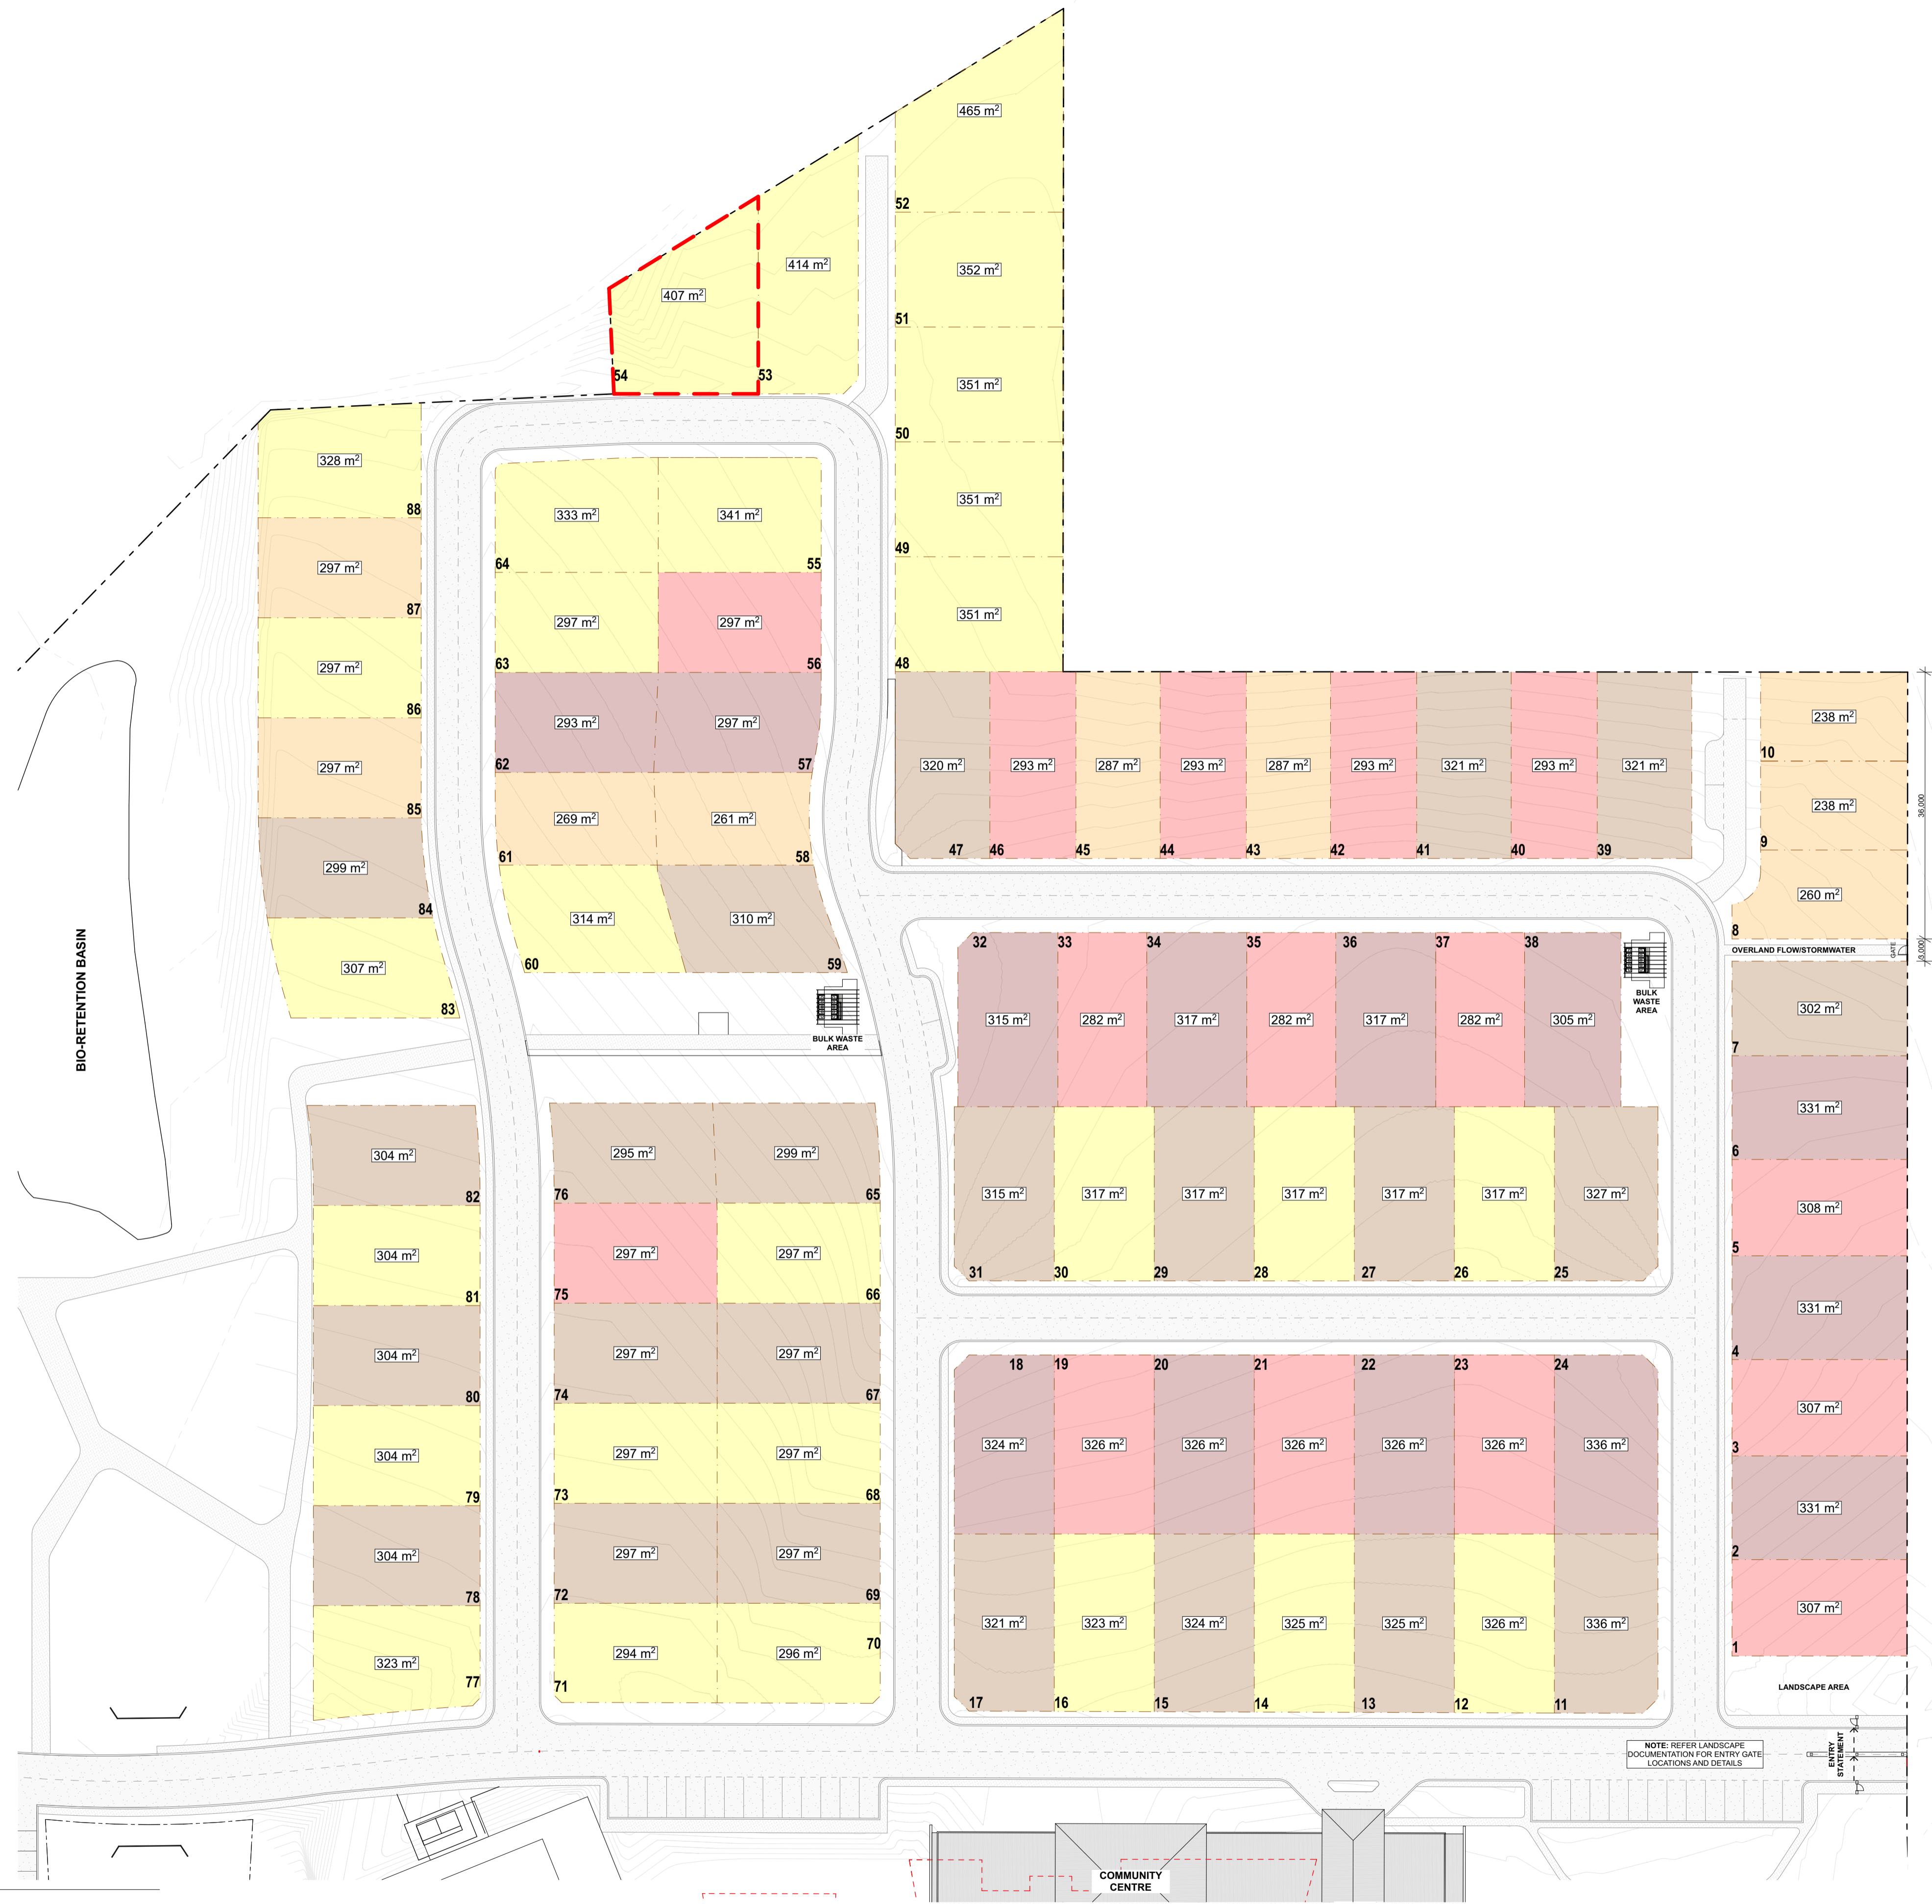 465 m²
52
414 m²
407 m²
352 m²
54
53
51
351 m²
50
328 m²
88
333 m²
341 m²
351 m²
64
55
49
297 m²
87
297 m²
297 m²
351 m²
63
56
48
297 m²
86
293 m²
297 m²
62
57
238 m²
10
297 m²
85
320 m²
293 m²
287 m²
293 m²
287 m²
293 m²
321 m²
293 m²
321 m²
36,000
238 m²
9
269 m²
261 m²
61
58
47
46
45
44
43
42
41
40
39
299 m²
84
260 m²
8
314 m²
310 m²
60
59
BIO-RETENTION BASIN
307 m²
83
32
33
34
35
36
37
38
OVERLAND FLOW/STORMWATER
GATE
3,000
BULK
WASTE
AREA
BULK WASTE
AREA
315 m²
282 m²
317 m²
282 m²
317 m²
282 m²
305 m²
302 m²
7
331 m²
6
304 m²
82
295 m²
299 m²
76
65
315 m²
317 m²
317 m²
317 m²
317 m²
317 m²
327 m²
308 m²
5
304 m²
81
297 m²
297 m²
75
66
31
30
29
28
27
26
25
331 m²
4
304 m²
80
297 m²
297 m²
74
67
18
19
20
21
22
23
24
307 m²
3
304 m²
79
297 m²
297 m²
73
68
324 m²
326 m²
326 m²
326 m²
326 m²
326 m²
336 m²
331 m²
2
304 m²
78
297 m²
297 m²
72
69
321 m²
323 m²
324 m²
325 m²
325 m²
326 m²
336 m²
307 m²
1
323 m²
77
294 m²
296 m²
71
70
17
16
15
14
13
12
11
LANDSCAPE AREA
NOTE: REFER LANDSCAPE
DOCUMENTATION FOR ENTRY GATE
LOCATIONS AND DETAILS
ENTRY
STATEMENT
COMMUNITY
CENTRE